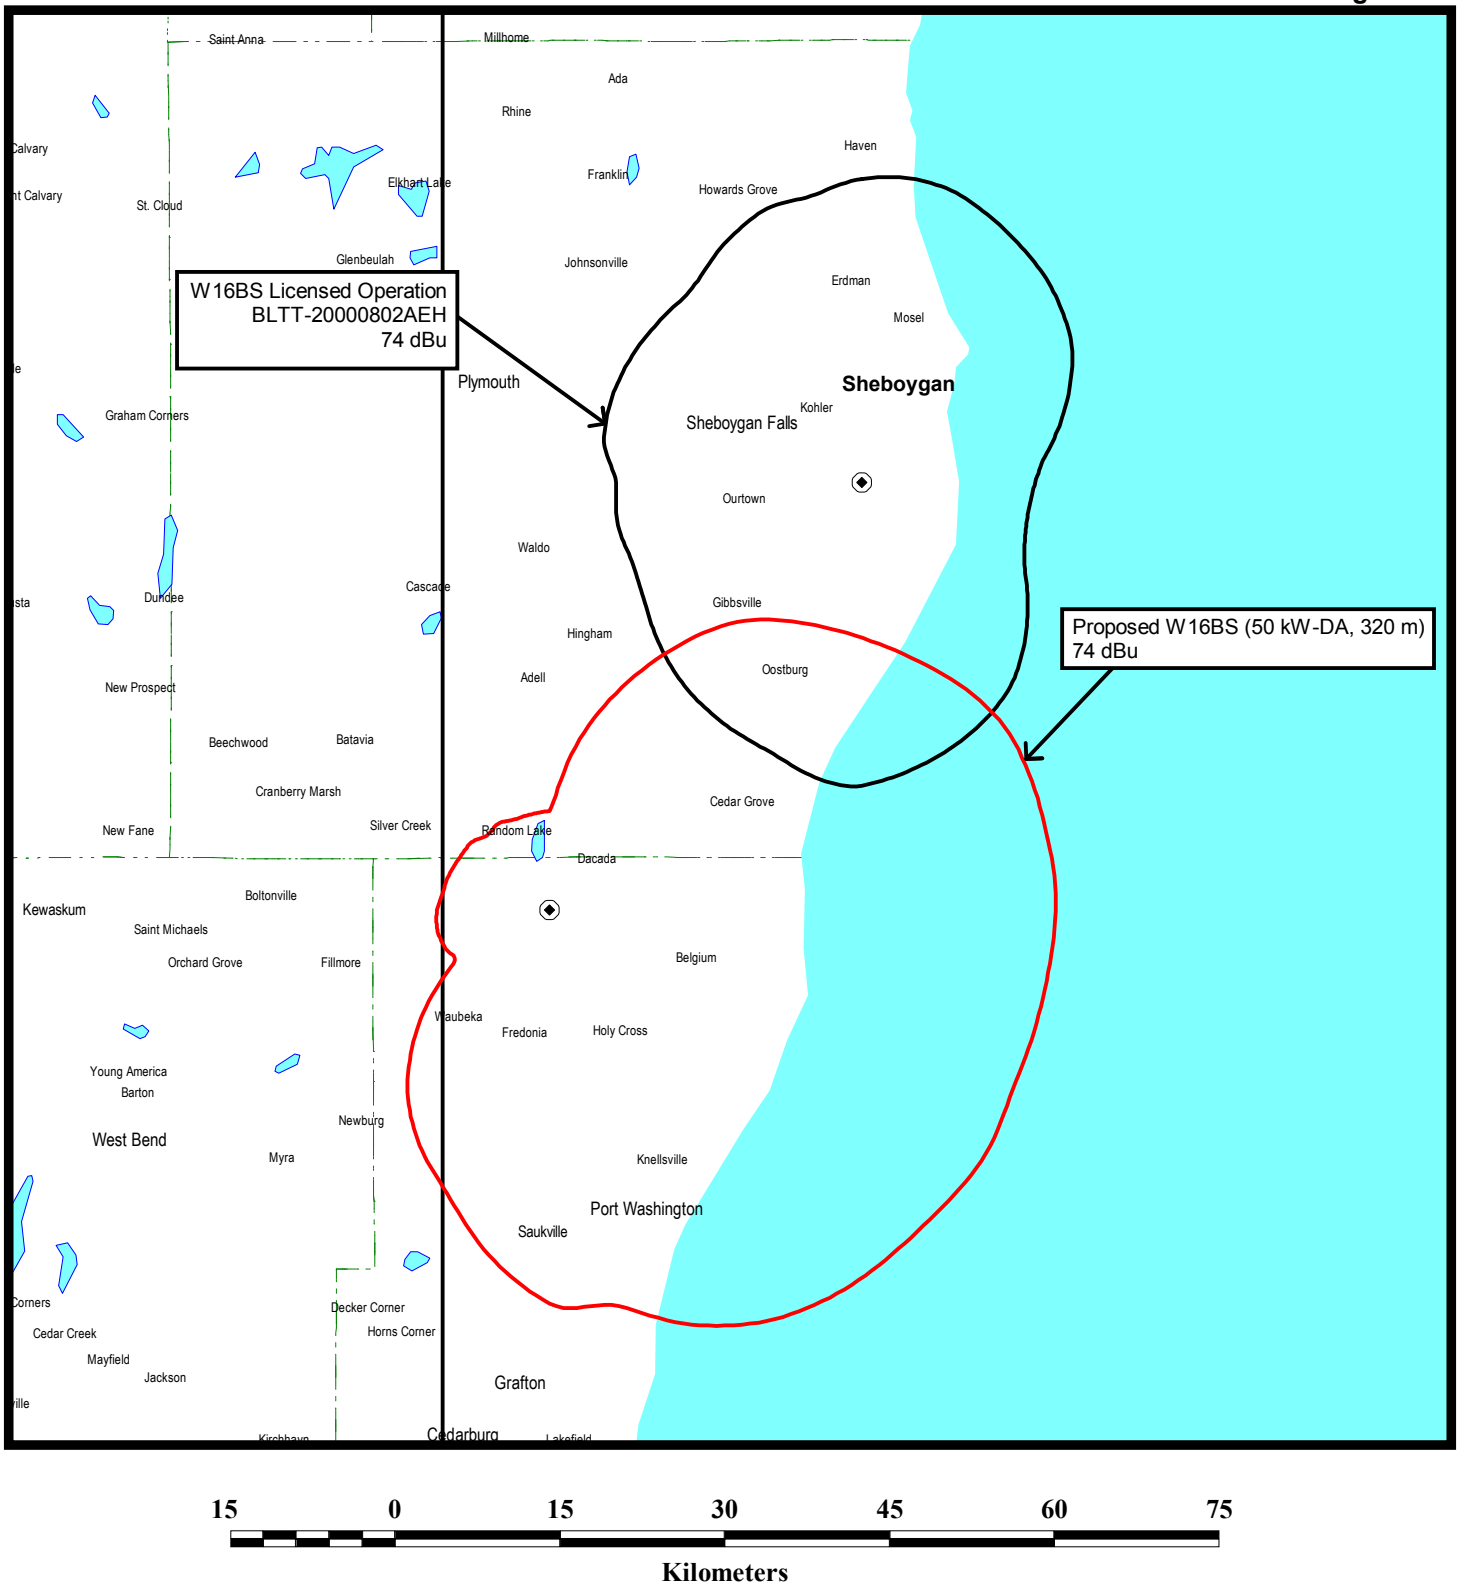 Saint Anna
Millhome
Ada
Rhine
Calvary
Haven
Franklin
Elkhart Lake
Howards Grove
nt Calvary
St. Cloud
Glenbeulah
Johnsonville
Erdman
W16BS Licensed Operation
BLTT-20000802AEH
74 dBu
Mosel
le
Plymouth
Sheboygan
Kohler
Graham Corners
Sheboygan Falls
Ourtown
Waldo
Cascade
Dundee
usta
Gibbsville
Hingham
Proposed W16BS (50 kW-DA, 320 m)
74 dBu
Oostburg
Adell
New Prospect
Beechwood
Batavia
Cranberry Marsh
Cedar Grove
Silver Creek
New Fane
Random Lake
Dacada
Boltonville
Kewaskum
Saint Michaels
Orchard Grove
Fillmore
Belgium
Waubeka
Fredonia
Holy Cross
Young America
Barton
Newburg
West Bend
Myra
Knellsville
Port Washington
Saukville
Corners
Decker Corner
Cedar Creek
Horns Corner
Mayfield
Jackson
Grafton
ville
Kirchhayn
Cedarburg
Lakefield
15 0 15 30 45 60 75
Kilometers